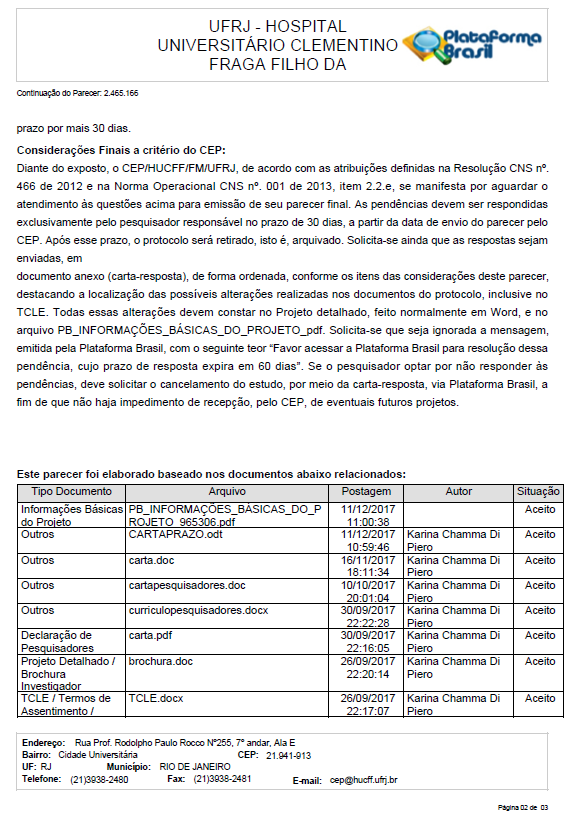 UFRJ - HOSPITAL
UNIVERSITÁRIO CLEMENTINO
FRAGA FILHO DA
Plataforma
Brasil
Continuação do Parecer: 2.465.166
prazo por mais 30 dias.
Considerações Finais a critério do CEP:
Diante do exposto, o CEP/HUCFF/FM/UFRJ, de acordo com as atribuições definidas na Resolução CNS nº.
466 de 2012 e na Norma Operacional CNS nº. 001 de 2013, item 2.2.e, se manifesta por aguardar o
atendimento às questões acima para emissão de seu parecer final. As pendências devem ser respondidas
exclusivamente pelo pesquisador responsável no prazo de 30 dias, a partir da data de envio do parecer pelo
CEP. Após esse prazo, o protocolo será retirado, isto é, arquivado. Solicita-se ainda que as respostas sejam
enviadas, em
documento anexo (carta-resposta), de forma ordenada, conforme os itens das considerações deste parecer,
destacando a localização das possíveis alterações realizadas nos documentos do protocolo, inclusive no
TCLE. Todas essas alterações devem constar no Projeto detalhado, feito normalmente em Word, e no
arquivo PB_INFORMAÇÕES_BÁSICAS_DO_PROJETO_pdf. Solicita-se que seja ignorada a mensagem,
emitida pela Plataforma Brasil, com o seguinte teor “Favor acessar a Plataforma Brasil para resolução dessa
pendência, cujo prazo de resposta expira em 60 dias”. Se o pesquisador optar por não responder às
pendências, deve solicitar o cancelamento do estudo, por meio da carta-resposta, via Plataforma Brasil, a
fim de que não haja impedimento de recepção, pelo CEP, de eventuais futuros projetos.
Este parecer foi elaborado baseado nos documentos abaixo relacionados:
Tipo Documento Arquivo Postagem Autor Situação
Informações Básicas PB_INFORMAÇÕES_BÁSICAS_DO_P 11/12/2017 Aceito
do Projeto ROJETO_965306.pdf 11:00:38
Outros CARTAPRAZO.odt 11/12/2017 Karina Chamma Di Aceito
10:59:46 Piero
Outros carta.doc 16/11/2017 Karina Chamma Di Aceito
18:11:34 Piero
Outros cartapesquisadores.doc 10/10/2017 Karina Chamma Di Aceito
20:01:04 Piero
Outros curriculopesquisadores.docx 30/09/2017 Karina Chamma Di Aceito
22:22:28 Piero
Declaração de carta.pdf 30/09/2017 Karina Chamma Di Aceito
Pesquisadores 22:16:05 Piero
Projeto Detalhado / brochura.doc 26/09/2017 Karina Chamma Di Aceito
Brochura 22:20:14 Piero
Investigador
TCLE / Termos de TCLE.docx 26/09/2017 Karina Chamma Di Aceito
Assentimento / 22:17:07 Piero
Endereço: Rua Prof. Rodolpho Paulo Rocco Nº255, 7º andar, Ala E
Bairro: Cidade Universitária CEP: 21.941-913
UF: RJ Município: RIO DE JANEIRO
Telefone: (21)3938-2480 Fax: (21)3938-2481 E-mail: cep@hucff.ufrj.br
Página 02 de 03